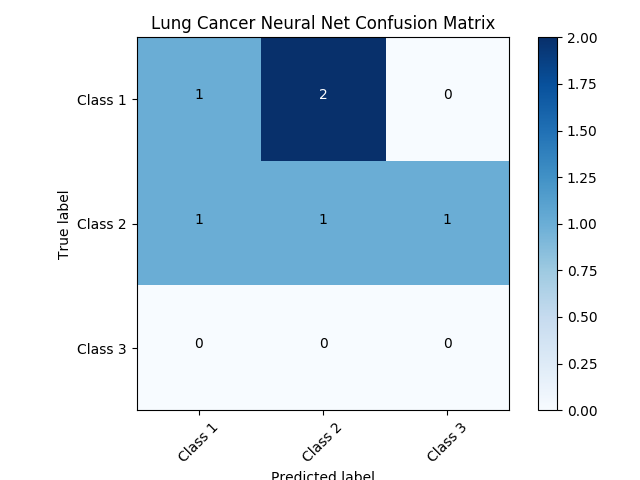 Lung Cancer Neural Net Confusion Matrix
2.00
Class 1 1 2 0
1.75
1.50
1.25
True label
Class 2 1 1 1
1.00
0.75
0.50
Class 3 0 0 0
0.25
0.00
Class 1 Class 2 Class 3
Predicted label